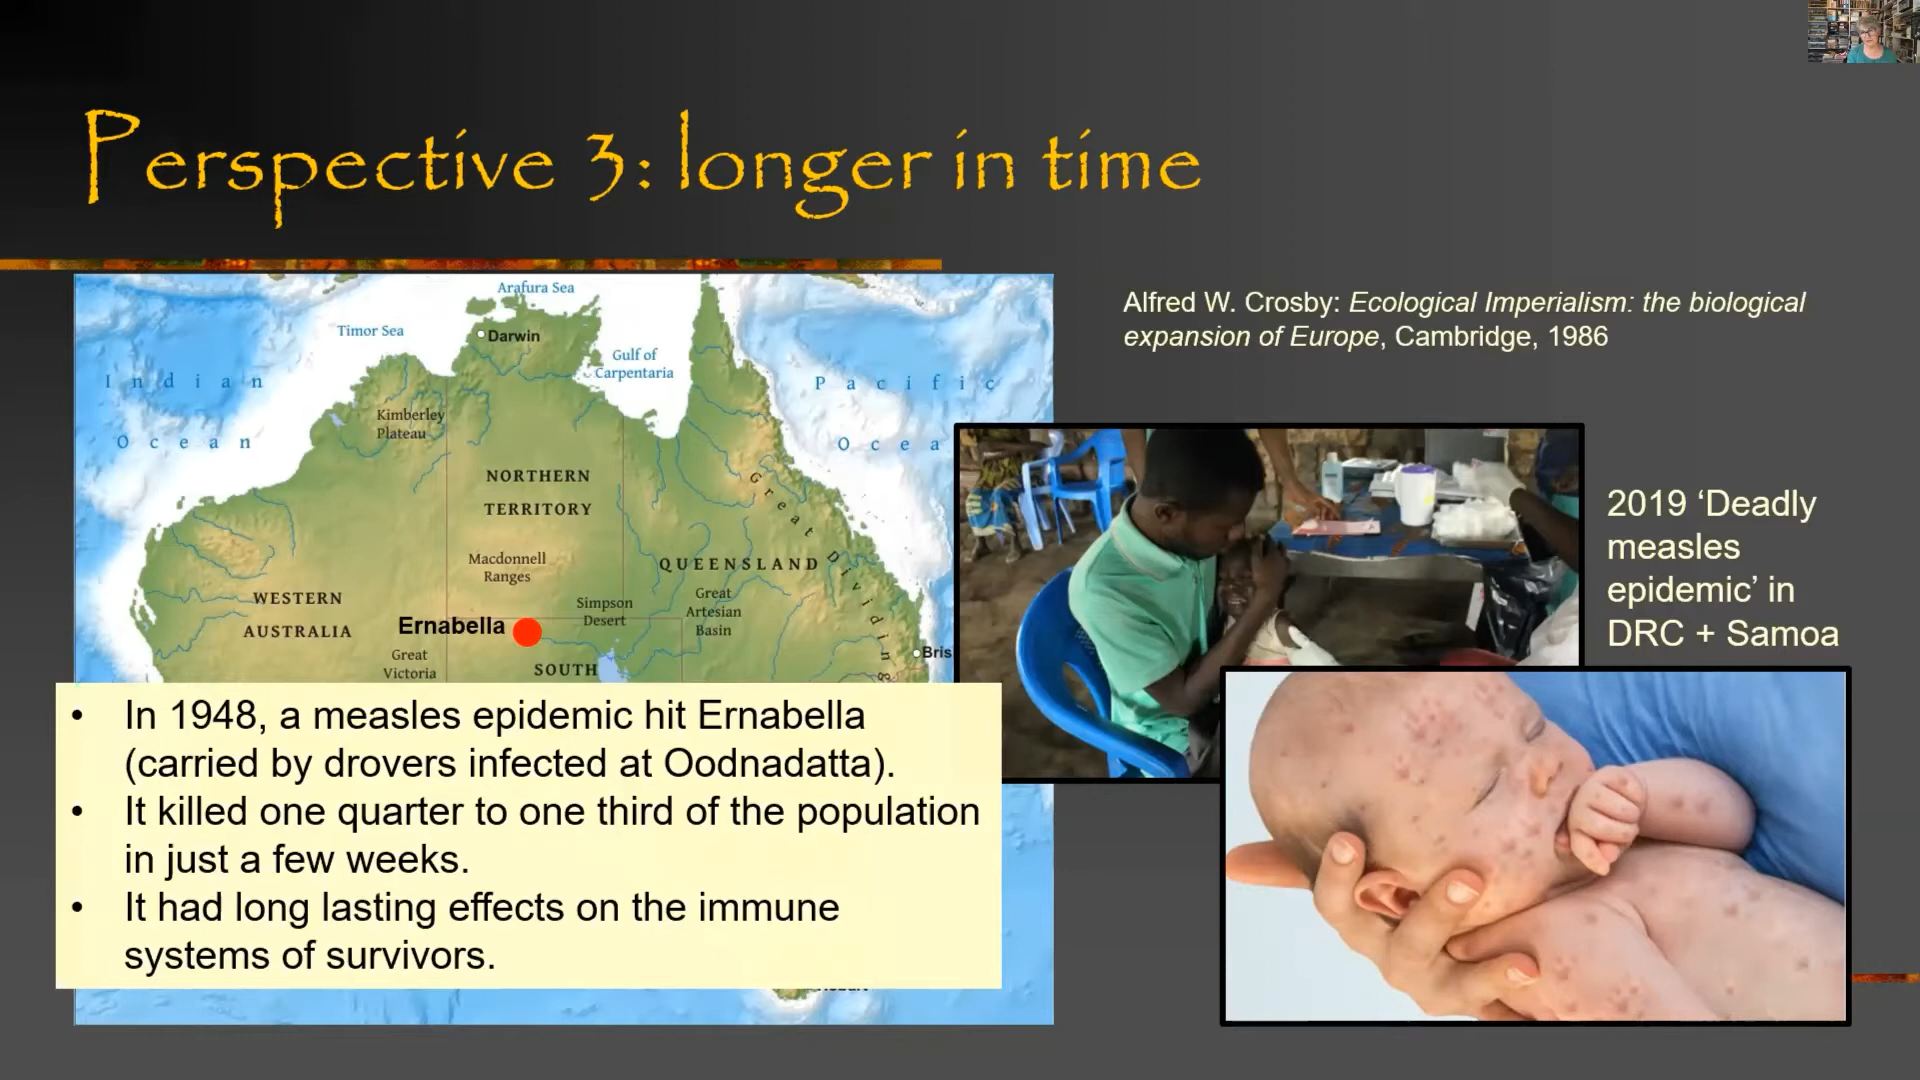 Perspective 3: longer in time
Alfred W. Crosby: Ecological Imperialism: the biological
expansion of Europe, Cambridge, 1986
Arafura Sea
Timor Sea
Darwin
Gulf of
Carpentaria
Indian
Ocean
Pacific
Ocea
Kimberley
Plateau
NORTHERN
TERRITORY
Great Dividing
Macdonnell
Ranges
QUEENSLAND
WESTERN
AUSTRALIA
Simpson
Desert
Great
Artesian
Basin
Ernabella
Great
Victoria
SOUTH
Bris
2019 ‘Deadly
measles
epidemic’ in
DRC + Samoa
• In 1948, a measles epidemic hit Ernabella
(carried by drovers infected at Oodnadatta).
• It killed one quarter to one third of the population
in just a few weeks.
• It had long lasting effects on the immune
systems of survivors.